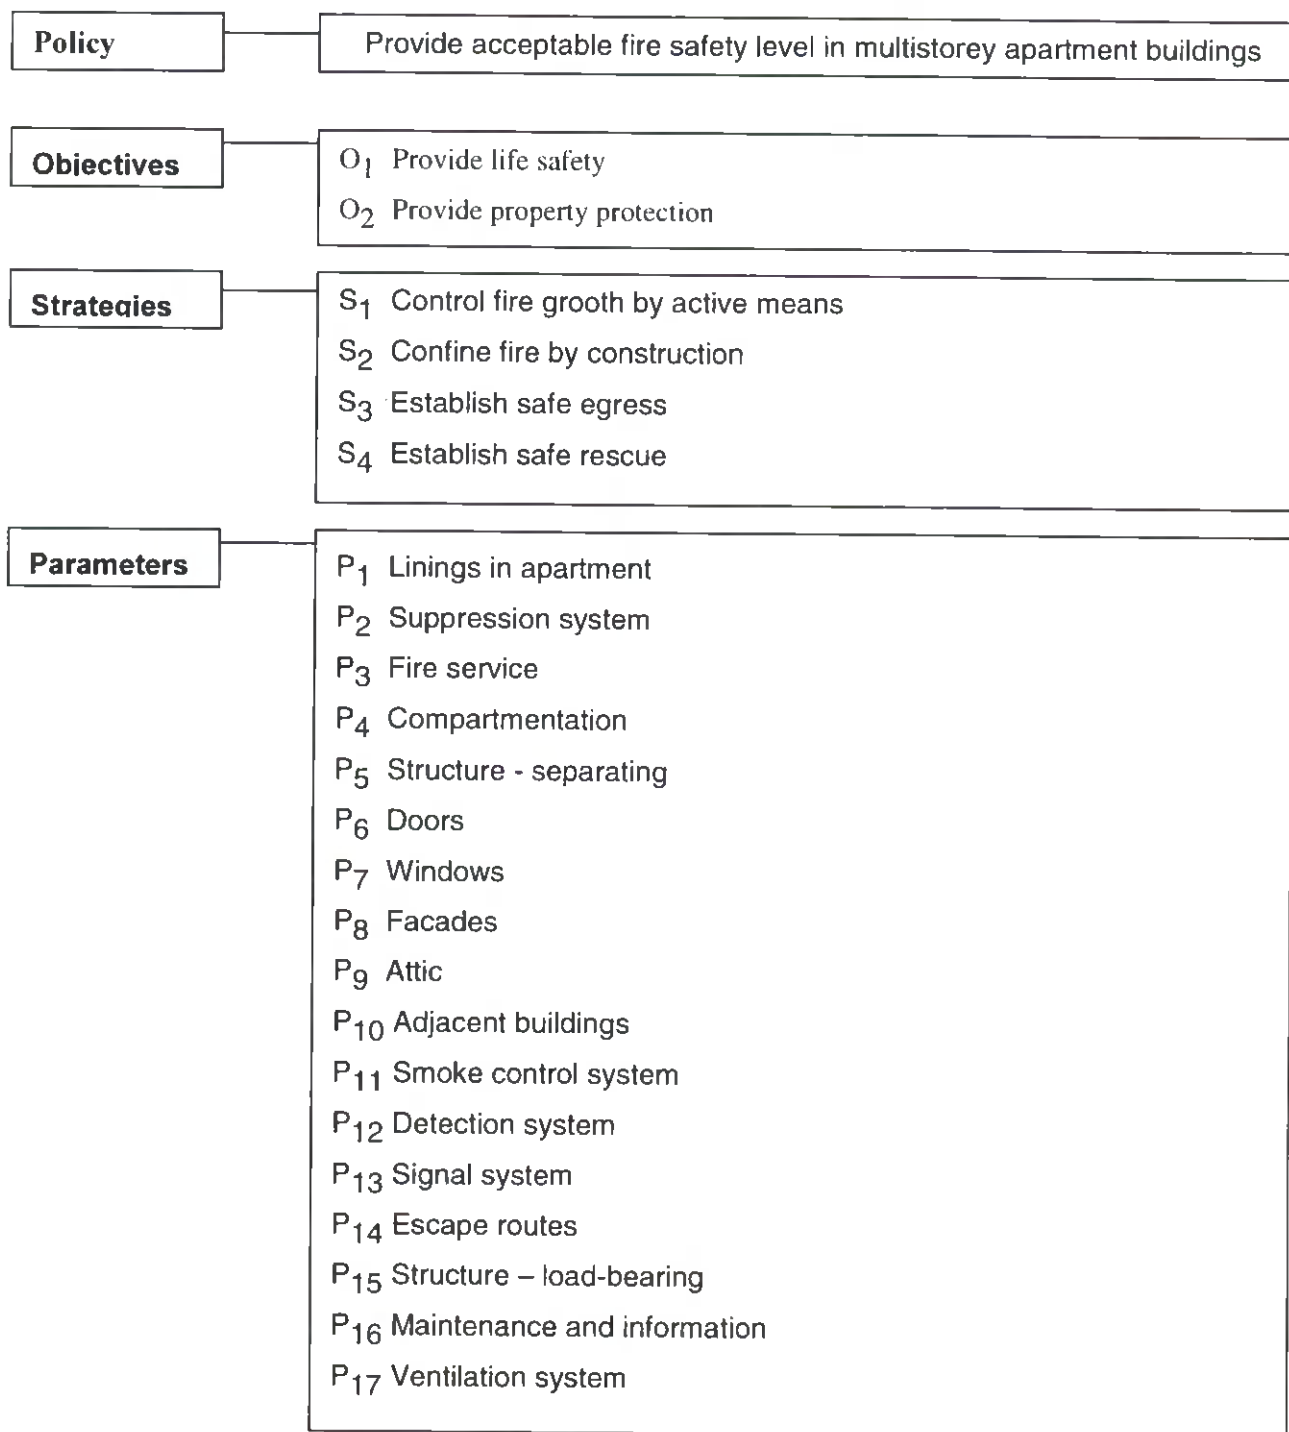 Policy
Provide acceptable fire safety level in multistorey apartment buildings
Objectives
O1 Provide life safety
O2 Provide property protection
Strategies
S1 Control fire grooth by active means
S2 Confine fire by construction
S3 Establish safe egress
S4 Establish safe rescue
Parameters
P1 Linings in apartment
P2 Suppression system
P3 Fire service
P4 Compartmentation
P5 Structure - separating
P6 Doors
P7 Windows
P8 Facades
P9 Attic
P10 Adjacent buildings
P11 Smoke control system
P12 Detection system
P13 Signal system
P14 Escape routes
P15 Structure – load-bearing
P16 Maintenance and information
P17 Ventilation system